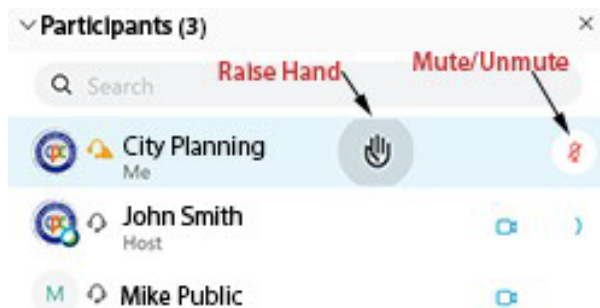 Participants (3)
Search
Raise Hand
Mute/Unmute
City Planning
Me
John Smith
Host
M Mike Public